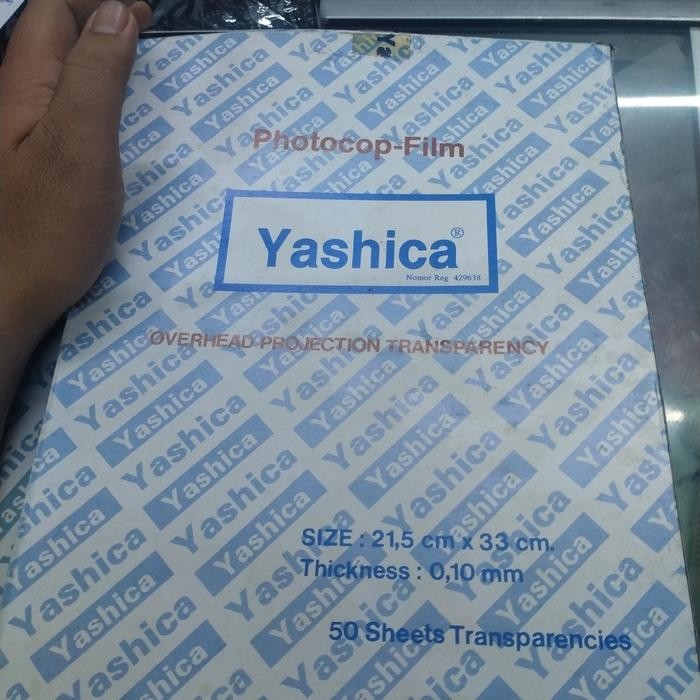 Photocop-Film
Yashica®
Nomor Reg 429638
OVERHEAD PROJECTION TRANSPARENCY
SIZE : 21,5 cm x 33 cm.
Thickness : 0,10 mm
50 Sheets Transparencies